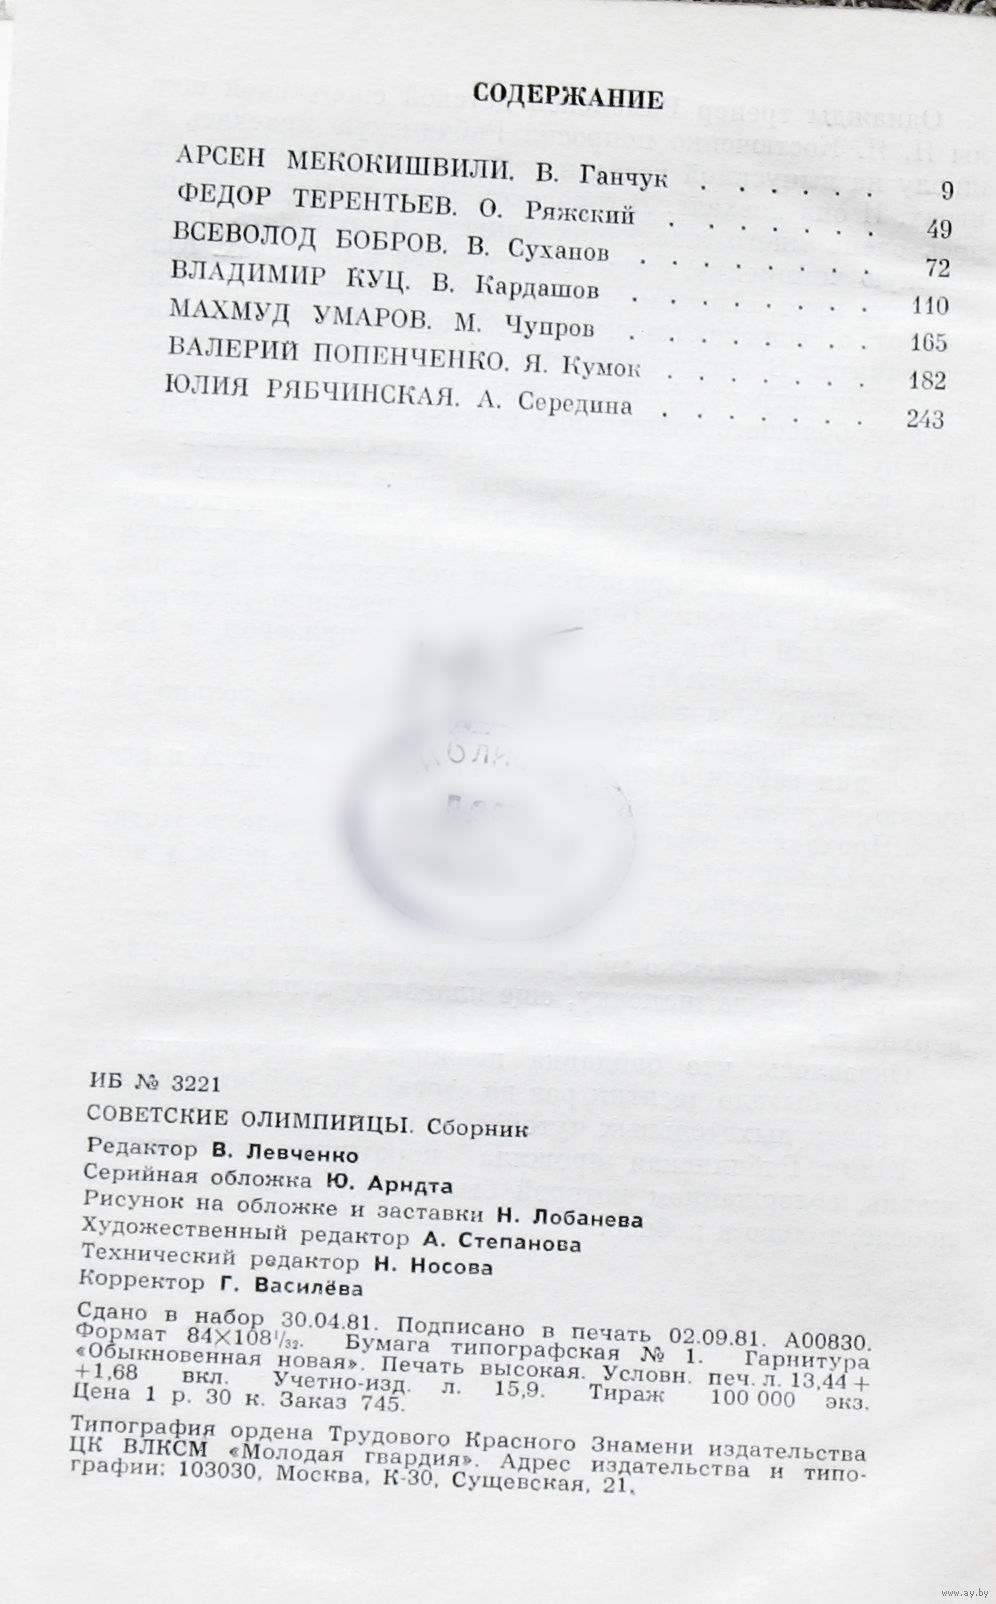 СОДЕРЖАНИЕ
АРСЕН МЕКОКИШВИЛИ. В. Ганчук . . . . . . 9
ФЕДОР ТЕРЕНТЬЕВ. О. Ряжский . . . . . . . 49
ВСЕВОЛОД БОБРОВ. В. Суханов . . . . . . . . 72
ВЛАДИМИР КУЦ. В. Кардашов . . . . . . . . 110
МАХМУД УМАРОВ. М. Чупров . . . . . . . . 165
ВАЛЕРИЙ ПОПЕНЧЕНКО. Я. Кумок . . . . . . . 182
ЮЛИЯ РЯБЧИНСКАЯ. А. Середина . . . . . . . 243
ИБ № 3221
СОВЕТСКИЕ ОЛИМПИЙЦЫ. Сборник
Редактор В. Левченко
Серийная обложка Ю. Арндта
Рисунок на обложке и заставки Н. Лобанева
Художественный редактор А. Степанова
Технический редактор Н. Носова
Корректор Г. Василёва
Сдано в набор 30.04.81. Подписано в печать 02.09.81. А00830.
Формат 84×108¹/₃₂. Бумага типографская № 1. Гарнитура
«Обыкновенная новая». Печать высокая. Условн. печ. л. 13,44+
+1,68 вкл. Учетно-изд. л. 15,9. Тираж 100 000 экз.
Цена 1 р. 30 к. Заказ 745.
Типография ордена Трудового Красного Знамени издательства
ЦК ВЛКСМ «Молодая гвардия». Адрес издательства и типо-
графии: 103030, Москва, К-30, Сущевская, 21.
www.ay.by